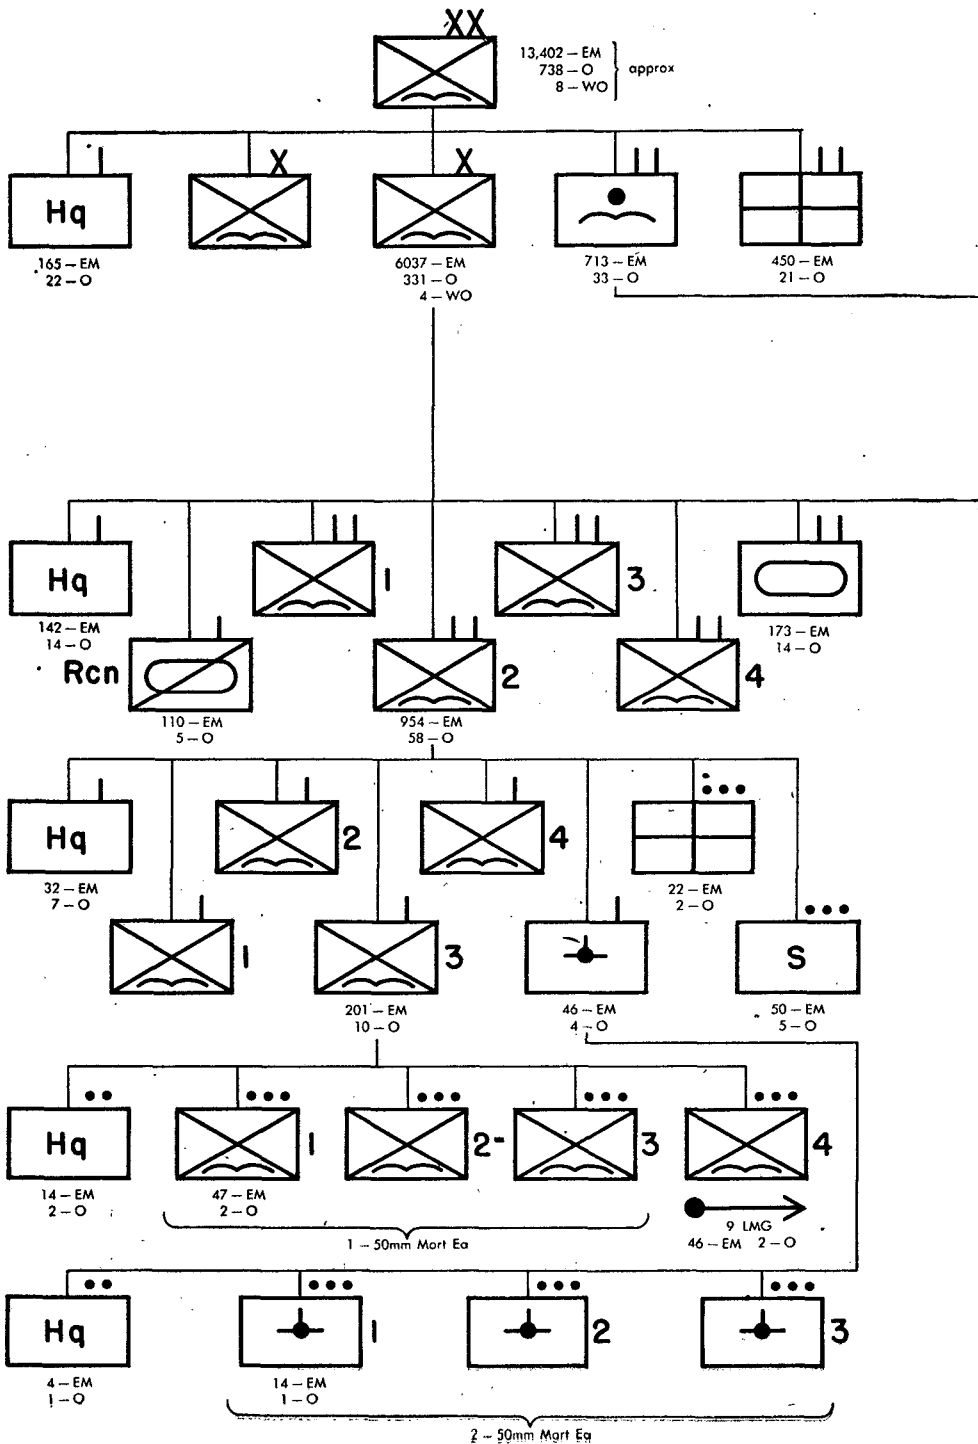 XX
13,402 – EM
738 – O
8 – WO
approx
X
X
Hq
165 – EM
22 – O
6037 – EM
331 – O
4 – WO
713 – EM
33 – O
450 – EM
21 – O
Hq
1
3
142 – EM
14 – O
173 – EM
14 – O
Rcn
2
4
110 – EM
5 – O
954 – EM
58 – O
Hq
2
4
32 – EM
7 – O
22 – EM
2 – O
1
3
S
201 – EM
10 – O
46 – EM
4 – O
50 – EM
5 – O
Hq
1
2
3
4
14 – EM
2 – O
47 – EM
2 – O
9 LMG
46 – EM 2 – O
1 – 50mm Mort Ea
Hq
1
2
3
4 – EM
1 – O
14 – EM
1 – O
2 – 50mm Mort Ea